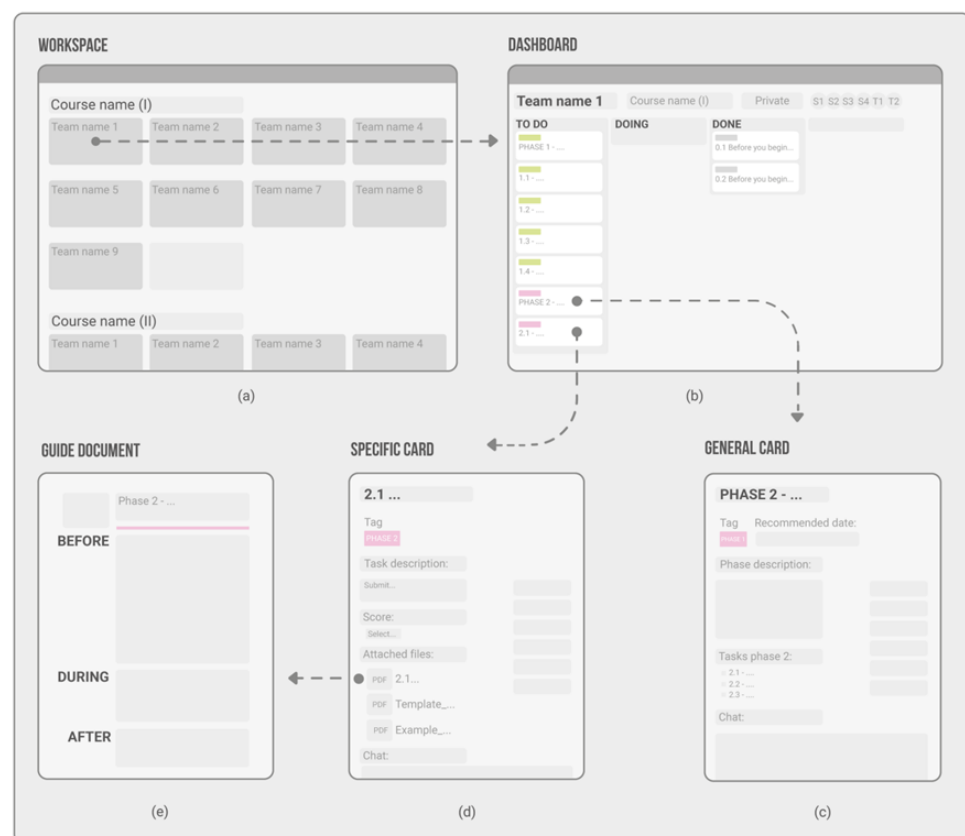 WORKSPACE
Course name (I)
Team name 1
Team name 2
Team name 3
Team name 4
Team name 5
Team name 6
Team name 7
Team name 8
Team name 9
Course name (II)
Team name 1
Team name 2
Team name 3
Team name 4
(a)
DASHBOARD
Team name 1
Course name (I)
Private
S1 S2 S3 S4 T1 T2
TO DO
PHASE 1 - ...
1.1 - ...
1.2 - ...
1.3 - ...
1.4 - ...
PHASE 2 - ...
2.1 - ...
DOING
DONE
0.1 Before you begin...
0.2 Before you begin...
(b)
GUIDE DOCUMENT
Phase 2 - ...
BEFORE
DURING
AFTER
(e)
SPECIFIC CARD
2.1 ...
Tag
PHASE 2
Task description:
Submit...
Score:
Select...
Attached files:
PDF 2.1...
PDF Template_...
PDF Example_...
Chat:
(d)
GENERAL CARD
PHASE 2 - ...
Tag
Recommended date:
PHASE 1
Phase description:
Tasks phase 2:
2.1 - ...
2.2 - ...
2.3 - ...
Chat:
(c)